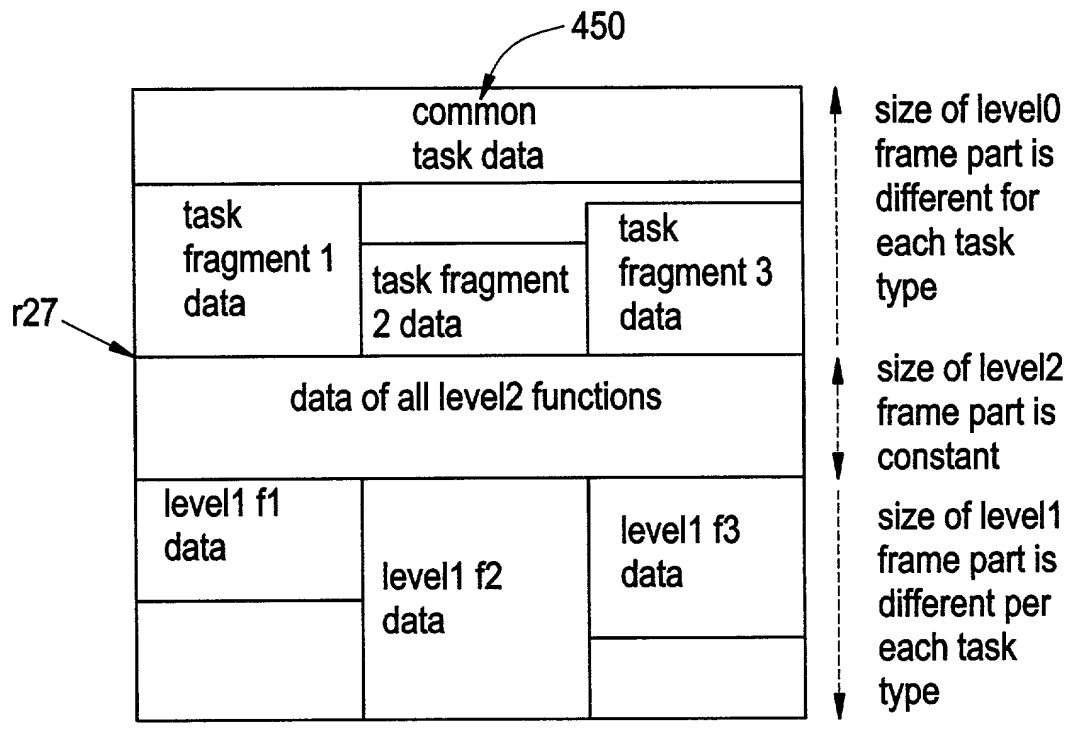 450
common
task data
size of level0
frame part is
different for
each task
type
task
fragment 1
data
task fragment
2 data
task
fragment 3
data
r27
data of all level2 functions
size of level2
frame part is
constant
level1 f1
data
level1 f2
data
level1 f3
data
size of level1
frame part is
different per
each task
type